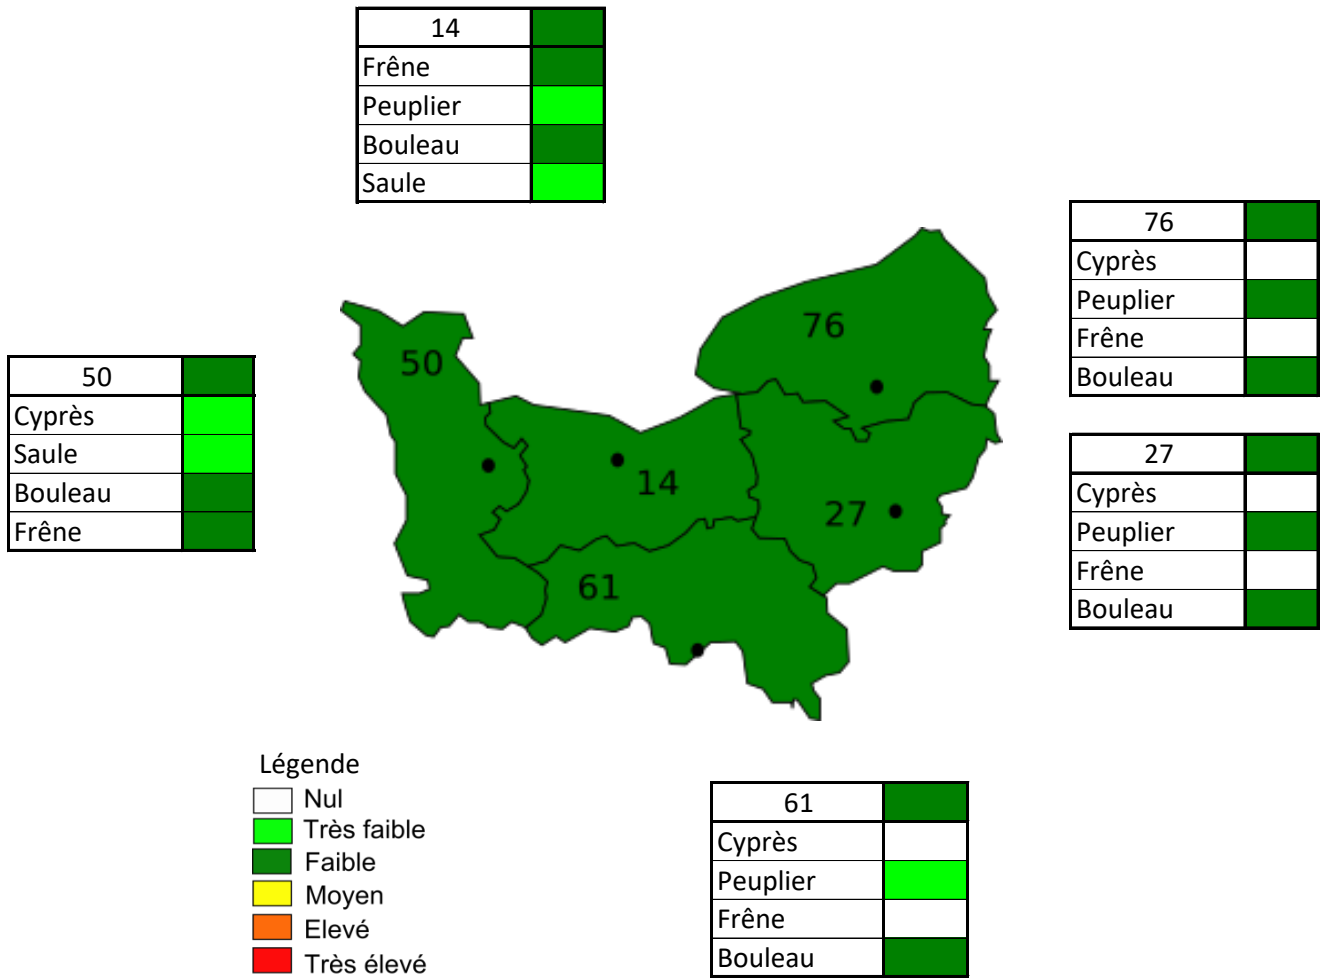 14
Frêne
Peuplier
Bouleau
Saule
76
Cyprès
Peuplier
Frêne
Bouleau
50
Cyprès
Saule
Bouleau
Frêne
27
Cyprès
Peuplier
Frêne
Bouleau
76
50
14
27
61
Légende
Nul
Très faible
Faible
Moyen
Elevé
Très élevé
61
Cyprès
Peuplier
Frêne
Bouleau